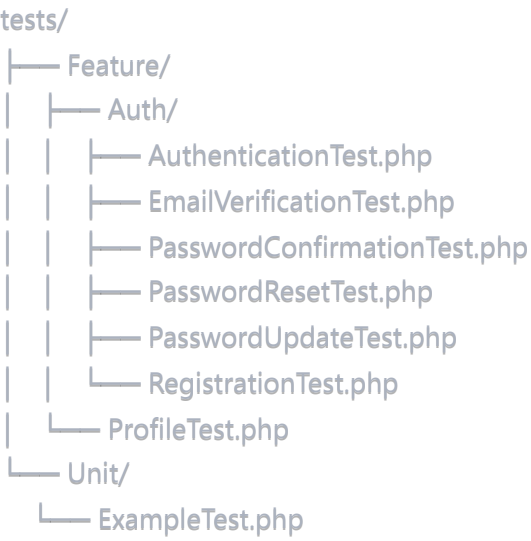 tests/
├── Feature/
│   ├── Auth/
│   │   ├── AuthenticationTest.php
│   │   ├── EmailVerificationTest.php
│   │   ├── PasswordConfirmationTest.php
│   │   ├── PasswordResetTest.php
│   │   ├── PasswordUpdateTest.php
│   │   └── RegistrationTest.php
│   └── ProfileTest.php
└── Unit/
    └── ExampleTest.php